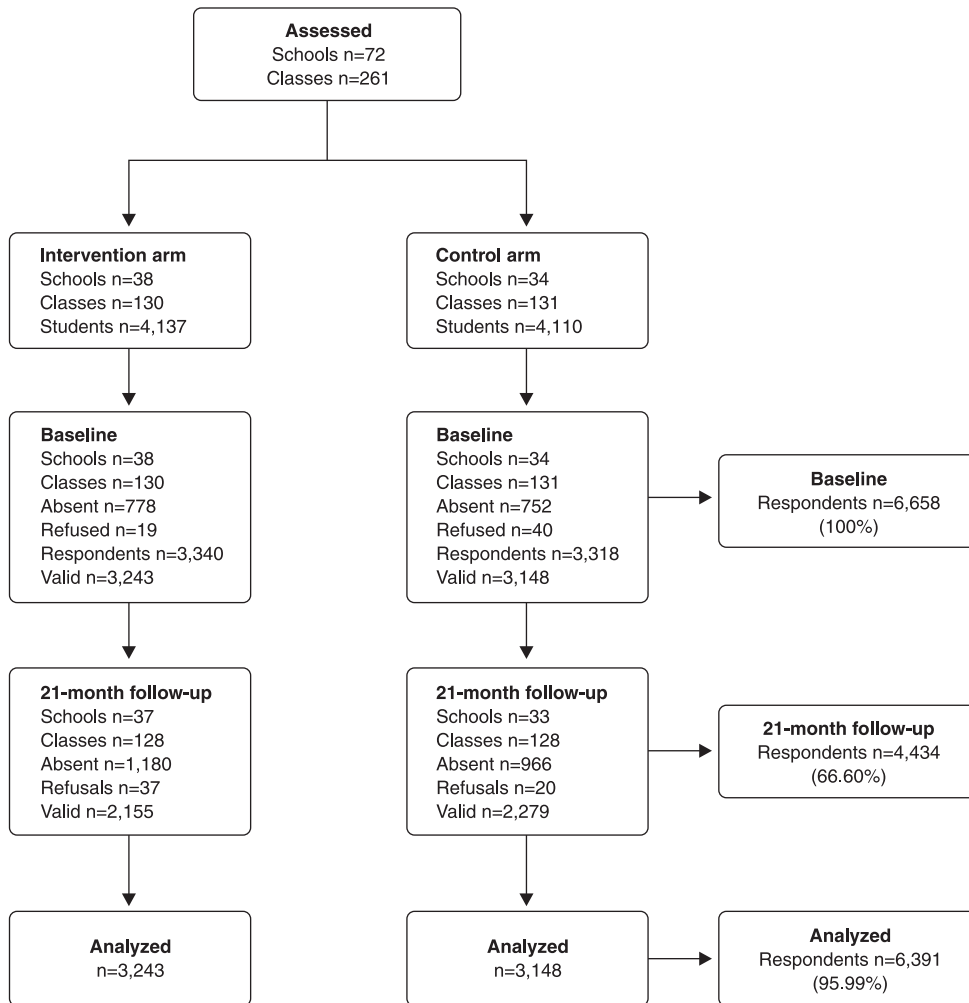 Assessed
Schools n=72
Classes n=261
Intervention arm
Schools n=38
Classes n=130
Students n=4,137
Control arm
Schools n=34
Classes n=131
Students n=4,110
Baseline
Schools n=38
Classes n=130
Absent n=778
Refused n=19
Respondents n=3,340
Valid n=3,243
Baseline
Schools n=34
Classes n=131
Absent n=752
Refused n=40
Respondents n=3,318
Valid n=3,148
Baseline
Respondents n=6,658
(100%)
21-month follow-up
Schools n=37
Classes n=128
Absent n=1,180
Refusals n=37
Valid n=2,155
21-month follow-up
Schools n=33
Classes n=128
Absent n=966
Refusals n=20
Valid n=2,279
21-month follow-up
Respondents n=4,434
(66.60%)
Analyzed
n=3,243
Analyzed
n=3,148
Analyzed
Respondents n=6,391
(95.99%)